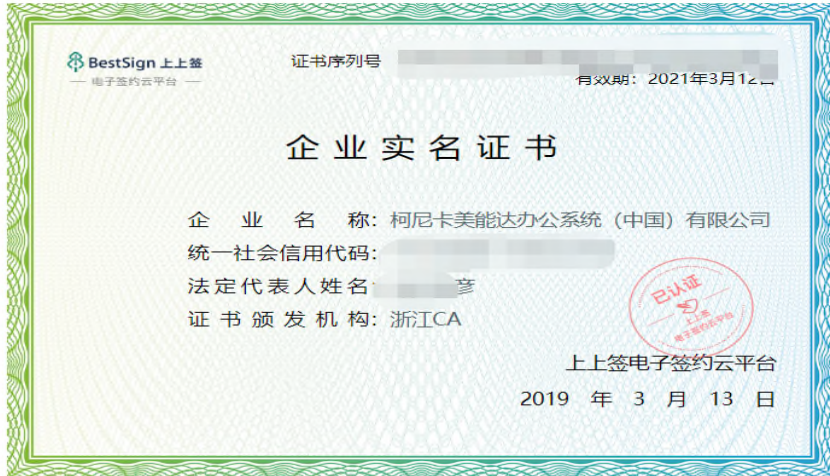 BestSign 上上签
电子签约云平台
证书序列号
有效期：2021年3月12日
企业实名证书
企业名称：柯尼卡美能达办公系统（中国）有限公司
统一社会信用代码：
法定代表人姓名：彦
证书颁发机构：浙江CA
已认证
上上签
电子签约云平台
上上签电子签约云平台
2019 年 3 月 13 日